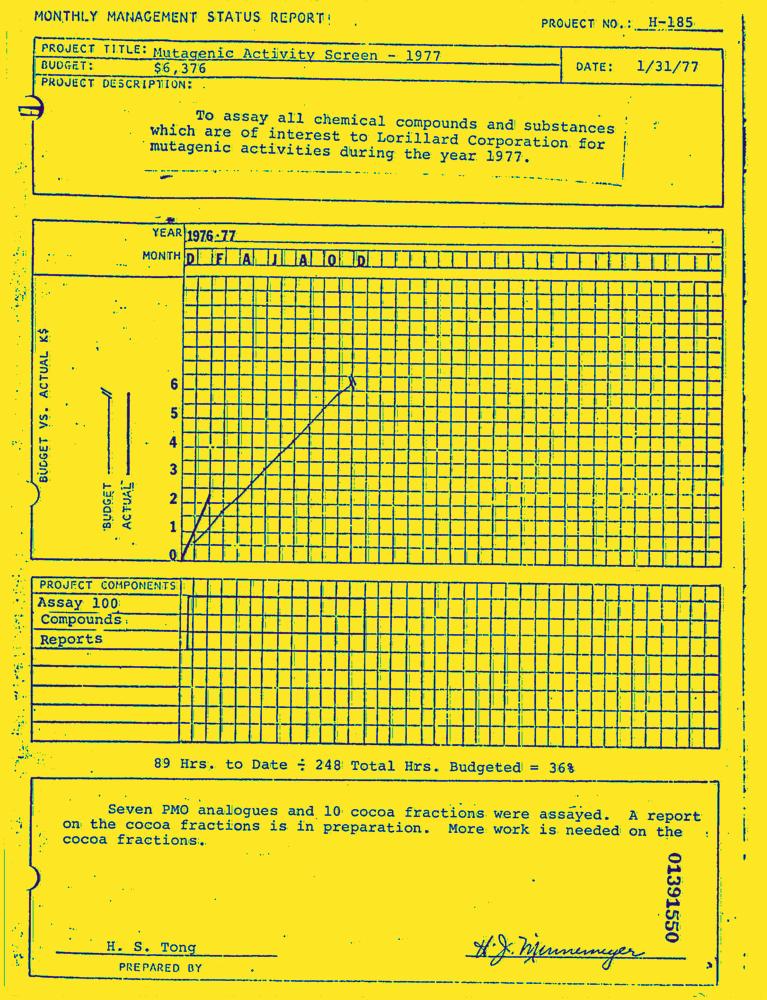 MONTHLY MANAGEMENT STATUS REPORT:
PROJECT NO.: H-185
PROJECT TITLE: Mutagenic Activity Screen - 1977
BUDGET: $6,376
DATE: 1/31/77
PROJECT DESCRIPTION:
To assay all chemical compounds and substances
which are of interest to Lorillard Corporation for
mutagenic activities during the year 1977.
YEAR 1976-77
MONTH D F A J A O D
BUDGET VS. ACTUAL K$
BUDGET
ACTUAL
6
5
4
3
2
1
0
PROJECT COMPONENTS
Assay 100
Compounds
Reports
89 Hrs. to Date ÷ 248 Total Hrs. Budgeted = 36%
Seven PMO analogues and 10 cocoa fractions were assayed. A report
on the cocoa fractions is in preparation. More work is needed on the
cocoa fractions.
01391550
H. S. Tong
H. J. Minnemeyer
PREPARED BY